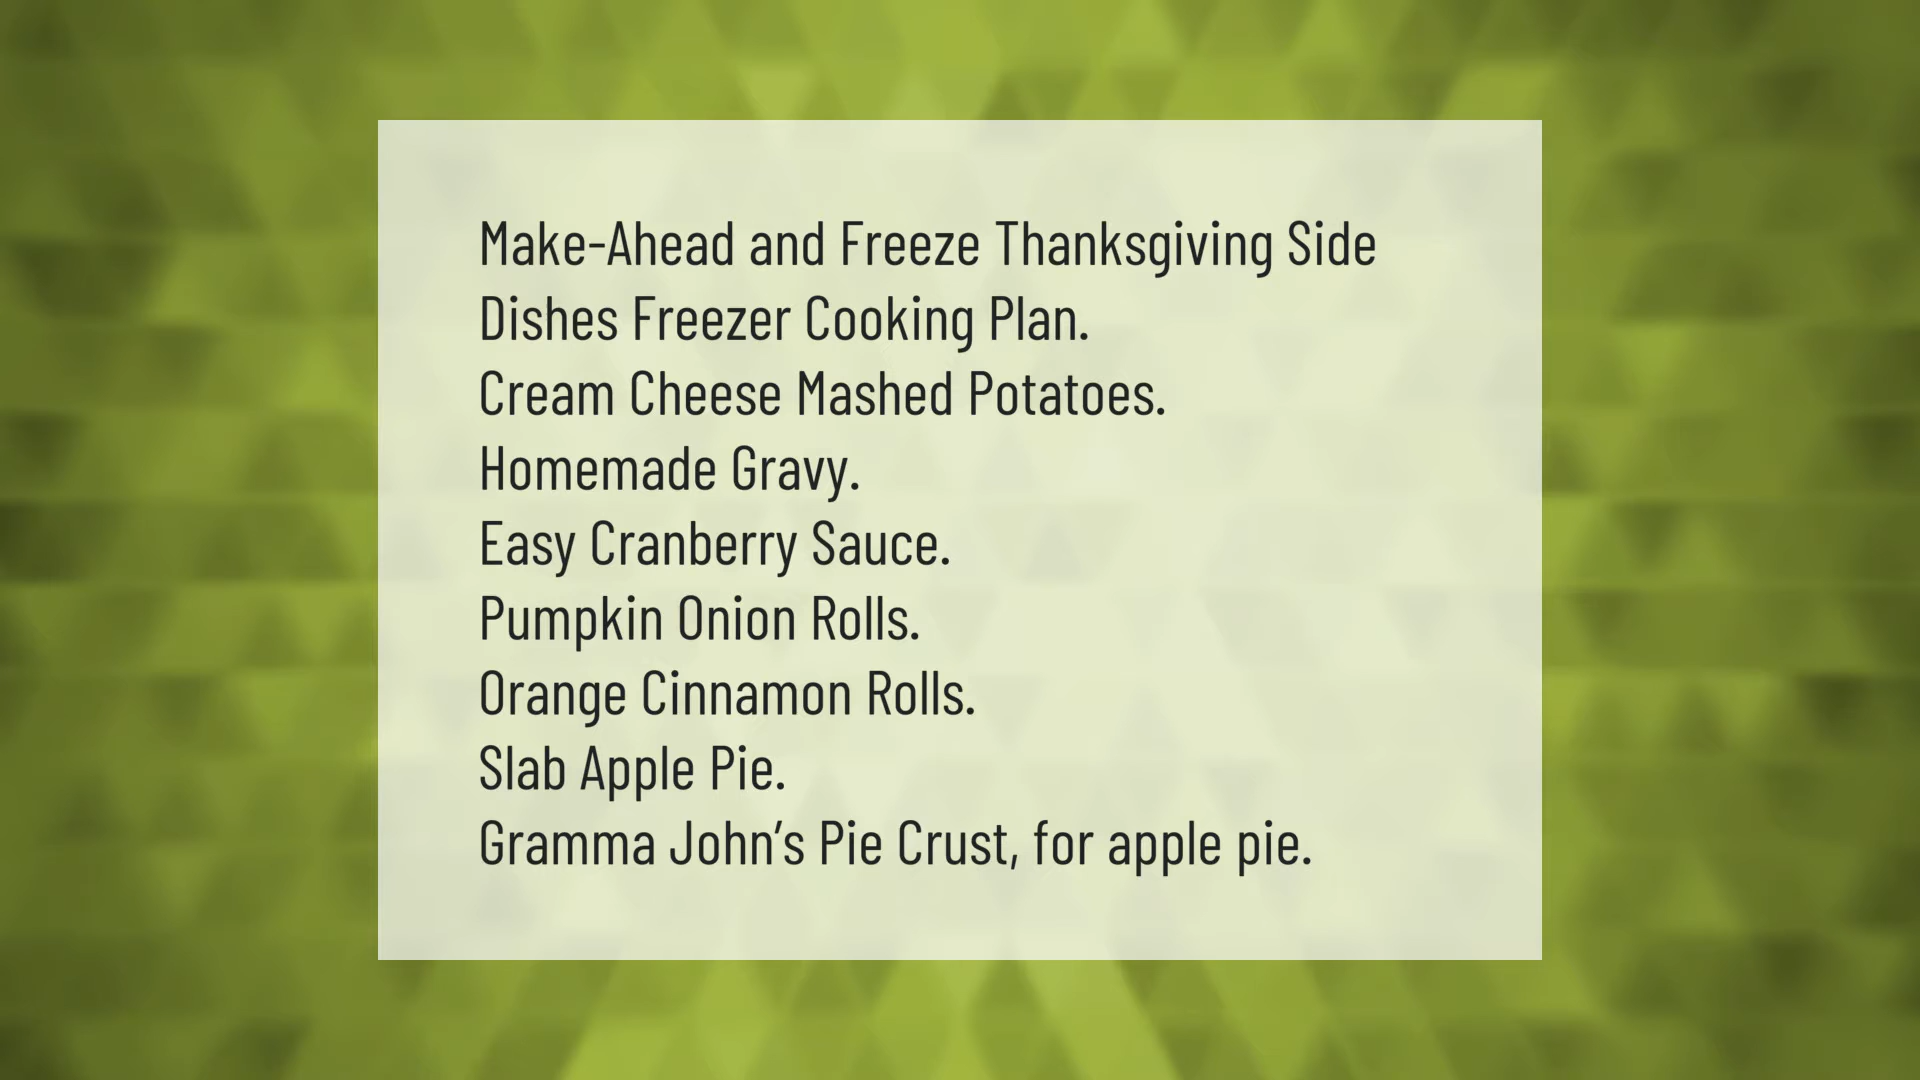 Make-Ahead and Freeze Thanksgiving Side
Dishes Freezer Cooking Plan.
Cream Cheese Mashed Potatoes.
Homemade Gravy.
Easy Cranberry Sauce.
Pumpkin Onion Rolls.
Orange Cinnamon Rolls.
Slab Apple Pie.
Gramma John’s Pie Crust, for apple pie.